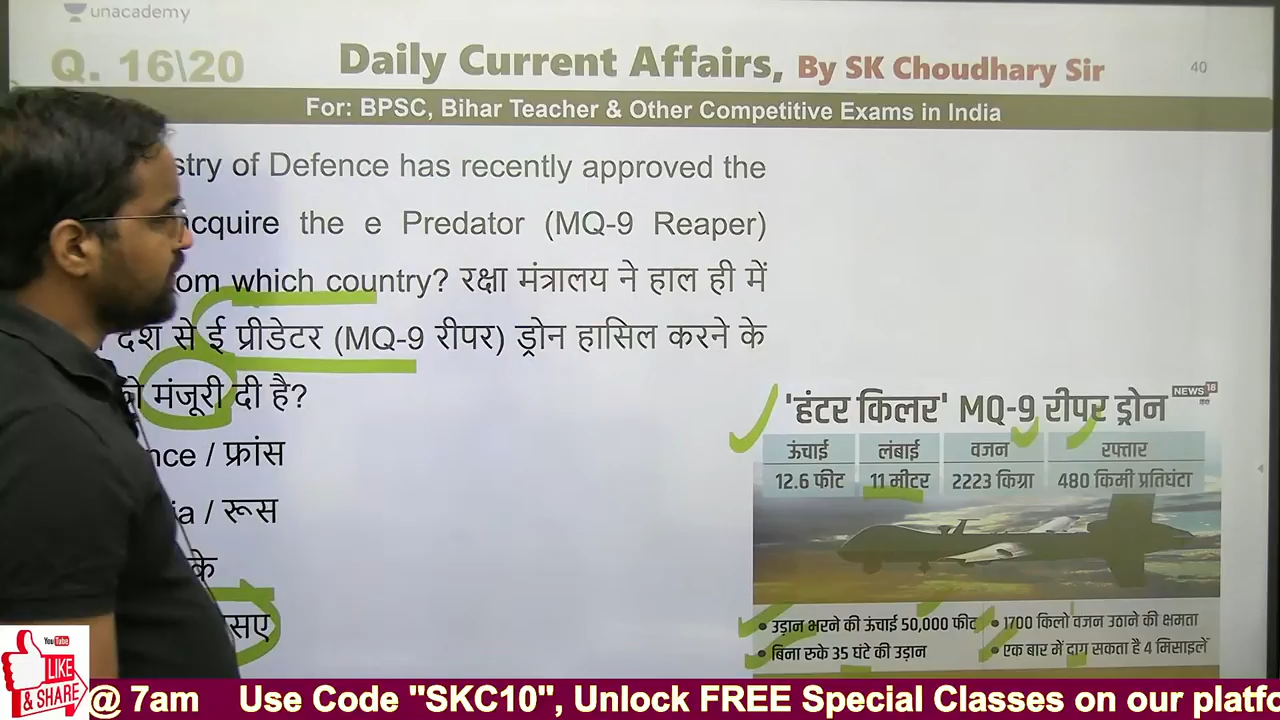 unacademy
Q. 16\20
Daily Current Affairs, By SK Choudhary Sir
40
For: BPSC, Bihar Teacher & Other Competitive Exams in India
stry of Defence has recently approved the
acquire the e Predator (MQ-9 Reaper)
om which country? रक्षा मंत्रालय ने हाल ही में
देश से ई प्रीडेटर (MQ-9 रीपर) ड्रोन हासिल करने के
को मंजूरी दी है?
nce / फ्रांस
ia / रूस
के
सए
'हंटर किलर' MQ-9 रीपर ड्रोन
NEWS18
ऊंचाई लंबाई वजन रफ्तार
12.6 फीट 11 मीटर 2223 किग्रा 480 किमी प्रतिघंटा
• उड़ान भरने की ऊंचाई 50,000 फीट • 1700 किलो वजन उठाने की क्षमता
• बिना रुके 35 घंटे की उड़ान • एक बार में दाग सकता है 4 मिसाइलें
YouTube
LIKE
& SHARE
@ 7am Use Code "SKC10", Unlock FREE Special Classes on our platfo